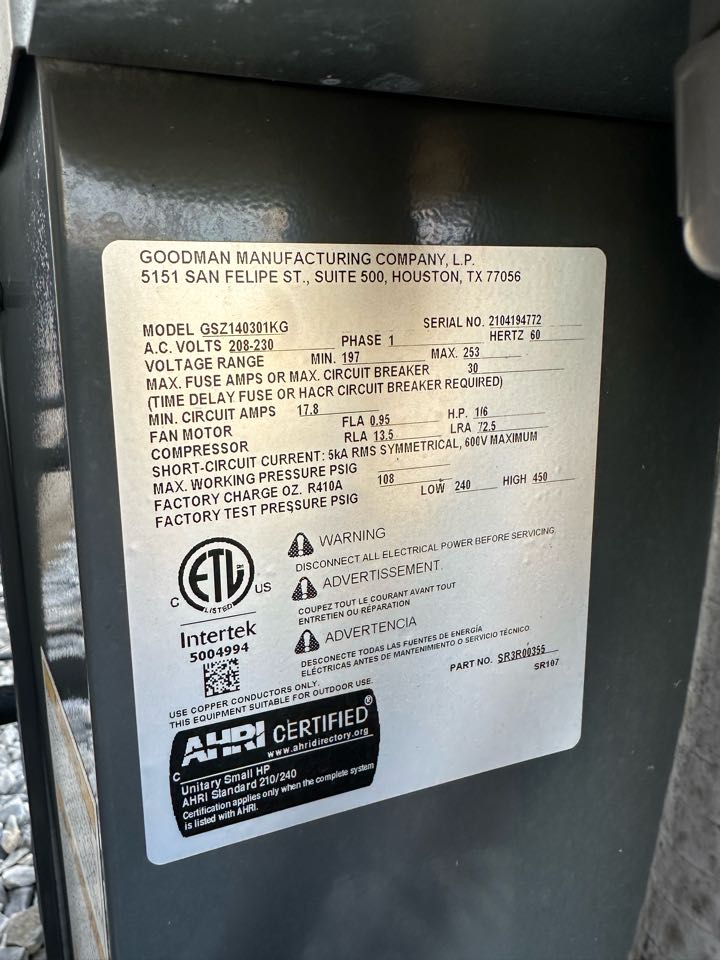 GOODMAN MANUFACTURING COMPANY, L.P.
5151 SAN FELIPE ST., SUITE 500, HOUSTON, TX 77056
MODEL GSZ140301KG SERIAL NO. 2104194772
A.C. VOLTS 208-230 PHASE 1 HERTZ 60
VOLTAGE RANGE MIN. 197 MAX. 253
MAX. FUSE AMPS OR MAX. CIRCUIT BREAKER 30
(TIME DELAY FUSE OR HACR CIRCUIT BREAKER REQUIRED)
MIN. CIRCUIT AMPS 17.8
FAN MOTOR FLA 0.95 H.P. 1/6
COMPRESSOR RLA 13.5 LRA 72.5
SHORT-CIRCUIT CURRENT: 5kA RMS SYMMETRICAL, 600V MAXIMUM
MAX. WORKING PRESSURE PSIG
FACTORY CHARGE OZ. R410A 108
FACTORY TEST PRESSURE PSIG LOW 240 HIGH 450
WARNING
DISCONNECT ALL ELECTRICAL POWER BEFORE SERVICING.
ADVERTISSEMENT.
COUPEZ TOUT LE COURANT AVANT TOUT
ENTRETIEN OU RÉPARATION
ADVERTENCIA
DESCONECTE TODAS LAS FUENTES DE ENERGÍA
ELÉCTRICAS ANTES DE MANTENIMIENTO O SERVICIO TÉCNICO.
C ETL US
LISTED
Intertek
5004994
PART NO. SR3R00355
SR107
USE COPPER CONDUCTORS ONLY.
THIS EQUIPMENT SUITABLE FOR OUTDOOR USE.
AHRI CERTIFIED®
www.ahridirectory.org
C
Unitary Small HP
AHRI Standard 210/240
Certification applies only when the complete system
is listed with AHRI.